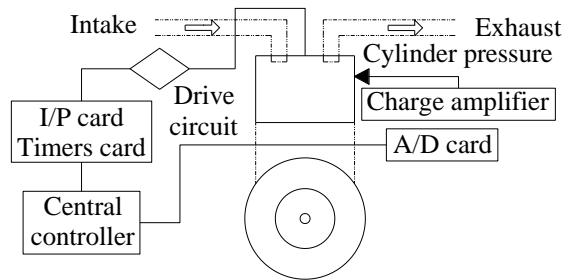 Intake
Exhaust
Cylinder pressure
Drive
circuit
Charge amplifier
I/P card
Timers card
A/D card
Central
controller